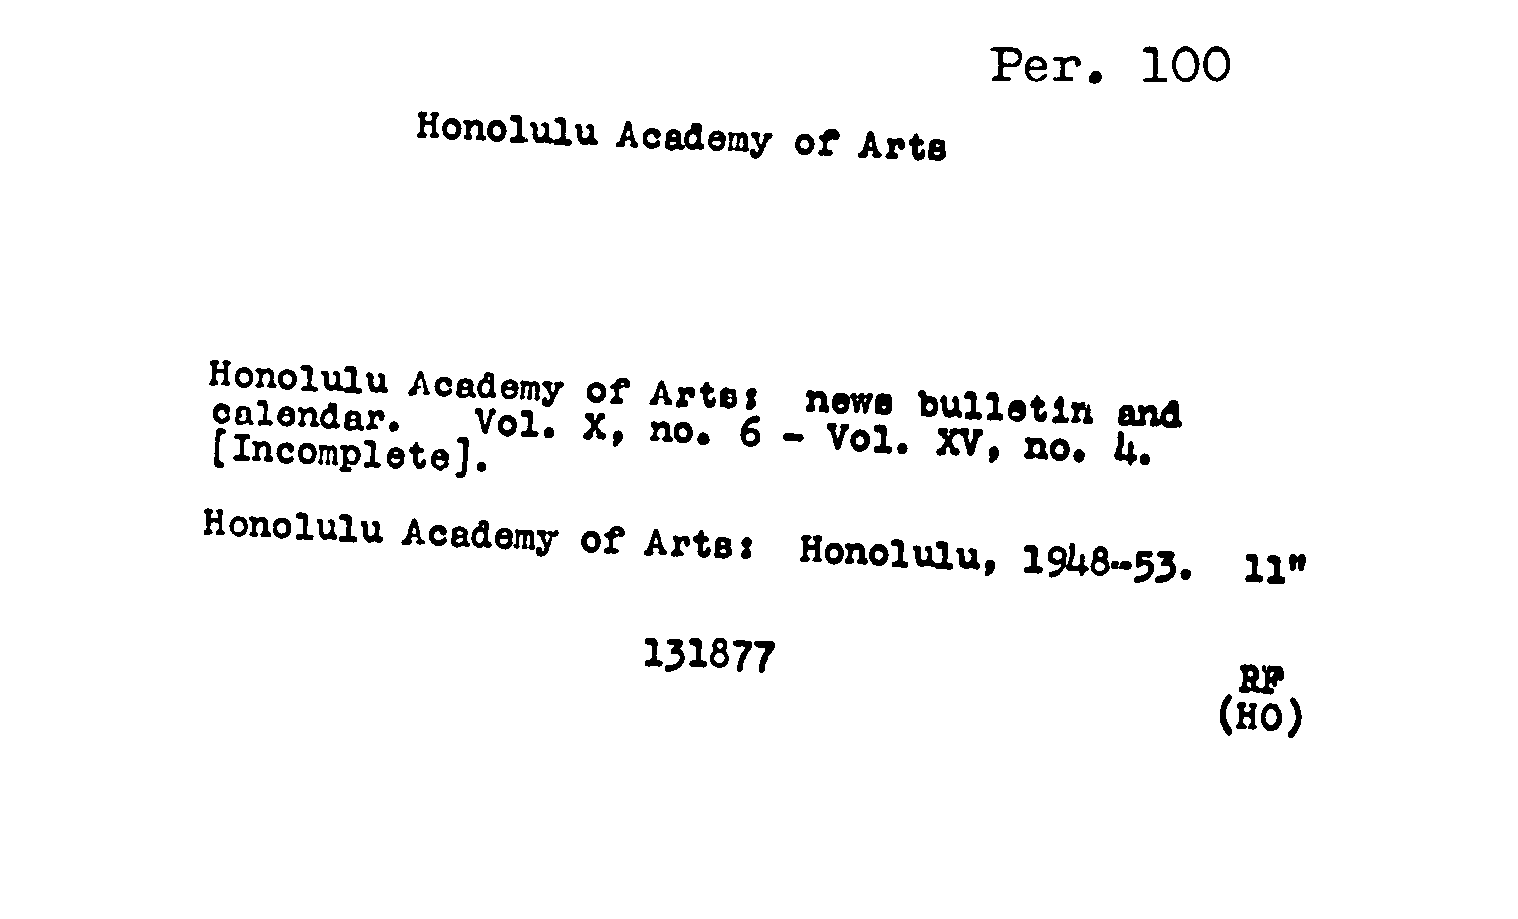 Per. 100
Honolulu Academy of Arts
Honolulu Academy of Arts: news bulletin and
calendar. Vol. X, no. 6 - Vol. XV, no. 4.
[Incomplete].
Honolulu Academy of Arts: Honolulu, 1948-53. 11"
131877
RF
(HO)